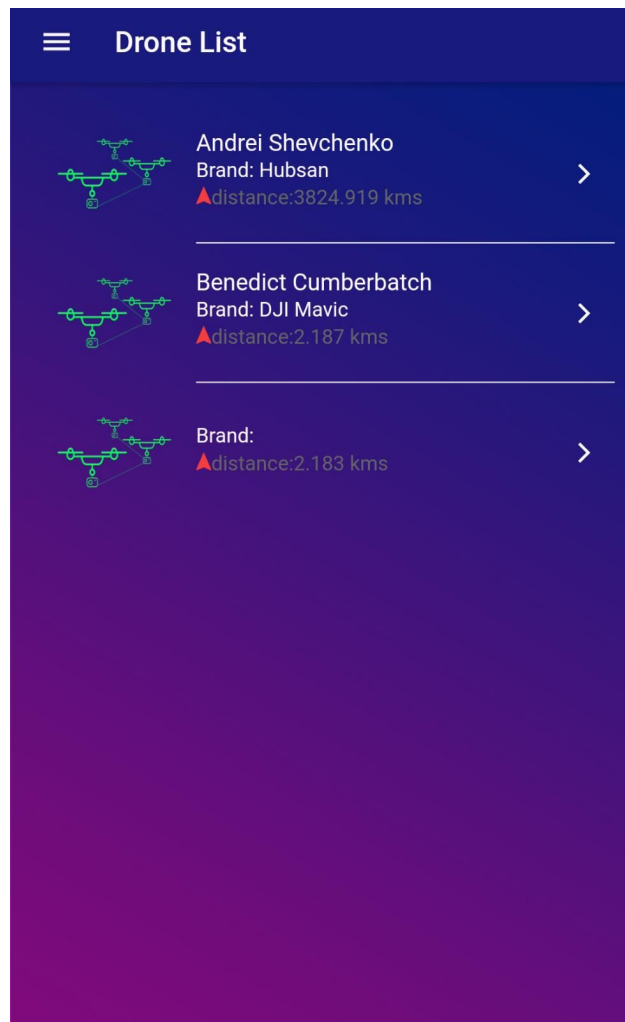 Drone List
Andrei Shevchenko
Brand: Hubsan
distance:3824.919 kms
Benedict Cumberbatch
Brand: DJI Mavic
distance:2.187 kms
Brand:
distance:2.183 kms